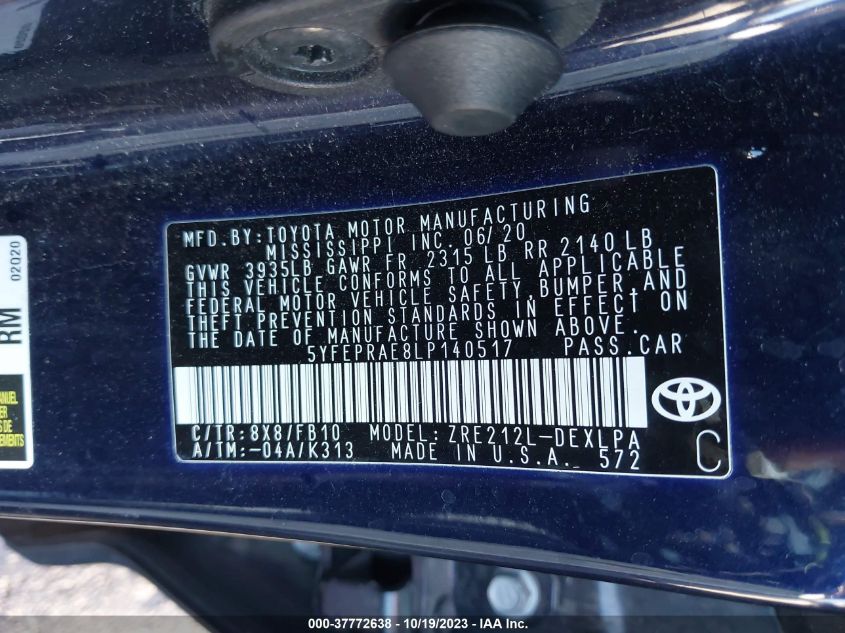 MFD.BY:TOYOTA MOTOR MANUFACTURING
MISSISSIPPI INC. 06/20
GVWR 3935LB GAWR FR 2315 LB RR 2140 LB
THIS VEHICLE CONFORMS TO ALL APPLICABLE
FEDERAL MOTOR VEHICLE SAFETY,BUMPER,AND
THEFT PREVENTION STANDARDS IN EFFECT ON
THE DATE OF MANUFACTURE SHOWN ABOVE.
5YFEPRAE8LP140517 PASS.CAR
C/TR:8X8/FB10 MODEL:ZRE212L-DEXLPA
A/TM:-04A/K313 MADE IN U.S.A. 572
C
02020
RM
MANUEL
DE
000-37772638 - 10/19/2023 - IAA Inc.